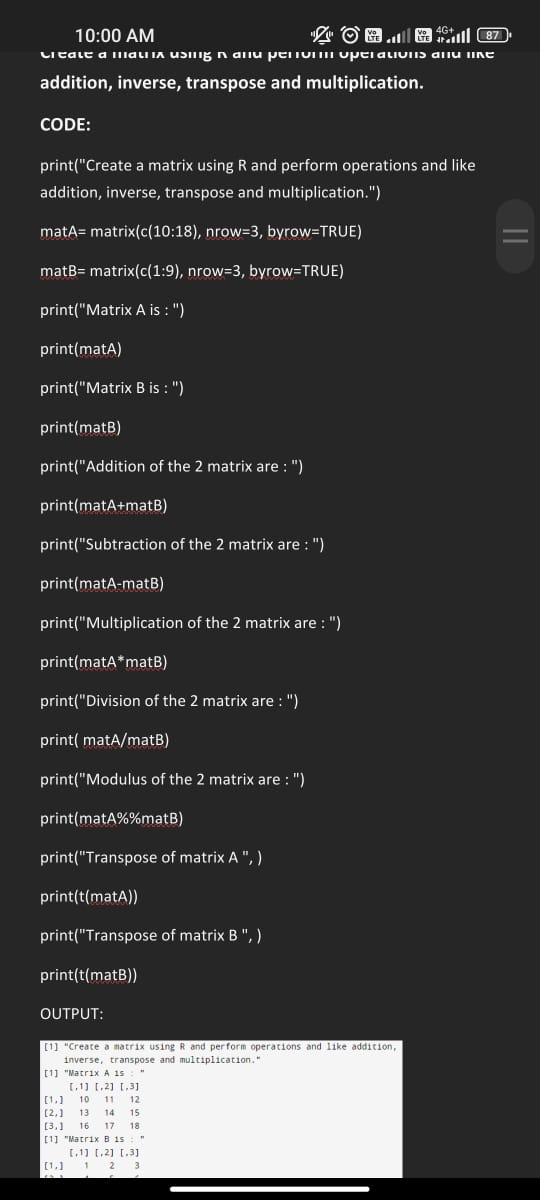 10:00 AM
Vo LTE Vo LTE 4G+ 87
Create a matrix using R and perform operations and like
addition, inverse, transpose and multiplication.
CODE:
print("Create a matrix using R and perform operations and like
addition, inverse, transpose and multiplication.")
matA= matrix(c(10:18), nrow=3, byrow=TRUE)
matB= matrix(c(1:9), nrow=3, byrow=TRUE)
print("Matrix A is : ")
print(matA)
print("Matrix B is : ")
print(matB)
print("Addition of the 2 matrix are : ")
print(matA+matB)
print("Subtraction of the 2 matrix are : ")
print(matA-matB)
print("Multiplication of the 2 matrix are : ")
print(matA*matB)
print("Division of the 2 matrix are : ")
print( matA/matB)
print("Modulus of the 2 matrix are : ")
print(matA%%matB)
print("Transpose of matrix A ", )
print(t(matA))
print("Transpose of matrix B ", )
print(t(matB))
OUTPUT:
[1] "Create a matrix using R and perform operations and like addition,
inverse, transpose and multiplication."
[1] "Matrix A is : "
[,1] [,2] [,3]
[1,] 10 11 12
[2,] 13 14 15
[3,] 16 17 18
[1] "Matrix B is : "
[,1] [,2] [,3]
[1,] 1 2 3